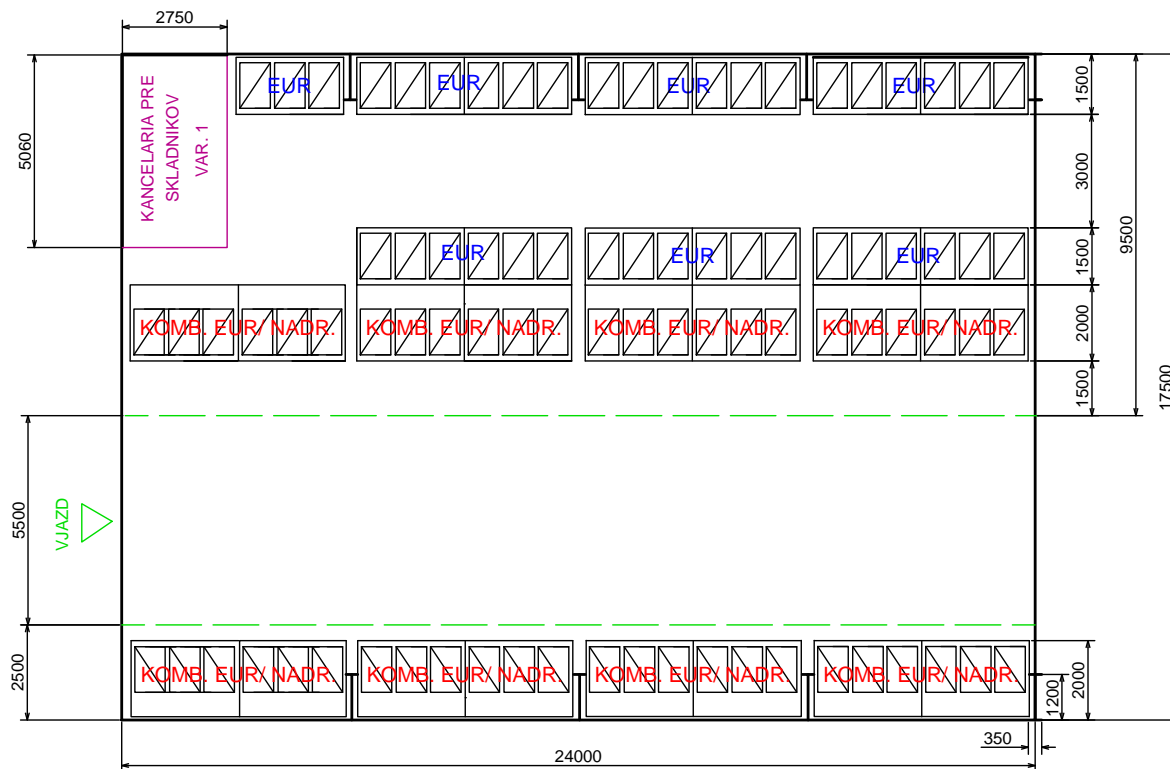 2750
5060
KANCELARIA PRE
SKLADNIKOV
VAR. 1
EUR
EUR
EUR
EUR
1500
3000
9500
EUR
EUR
EUR
1500
KOMB. EUR/ NADR.
KOMB. EUR/ NADR.
KOMB. EUR/ NADR.
KOMB. EUR/ NADR.
2000
1500
17500
5500
VJAZD
2500
KOMB. EUR/ NADR.
KOMB. EUR/ NADR.
KOMB. EUR/ NADR.
KOMB. EUR/ NADR.
1200
2000
350
24000